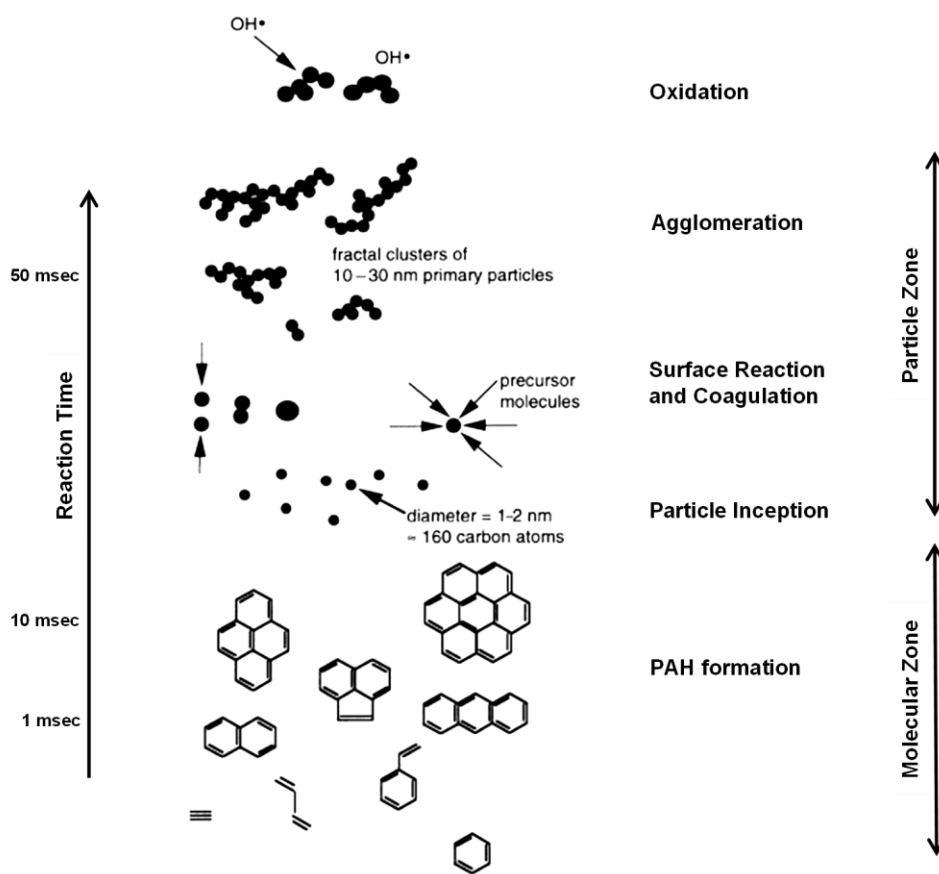 OH•
OH•
Oxidation
Agglomeration
fractal clusters of
10–30 nm primary particles
50 msec
Surface Reaction
and Coagulation
precursor
molecules
Particle Inception
diameter = 1–2 nm
≈ 160 carbon atoms
10 msec
PAH formation
1 msec
Reaction Time
Particle Zone
Molecular Zone